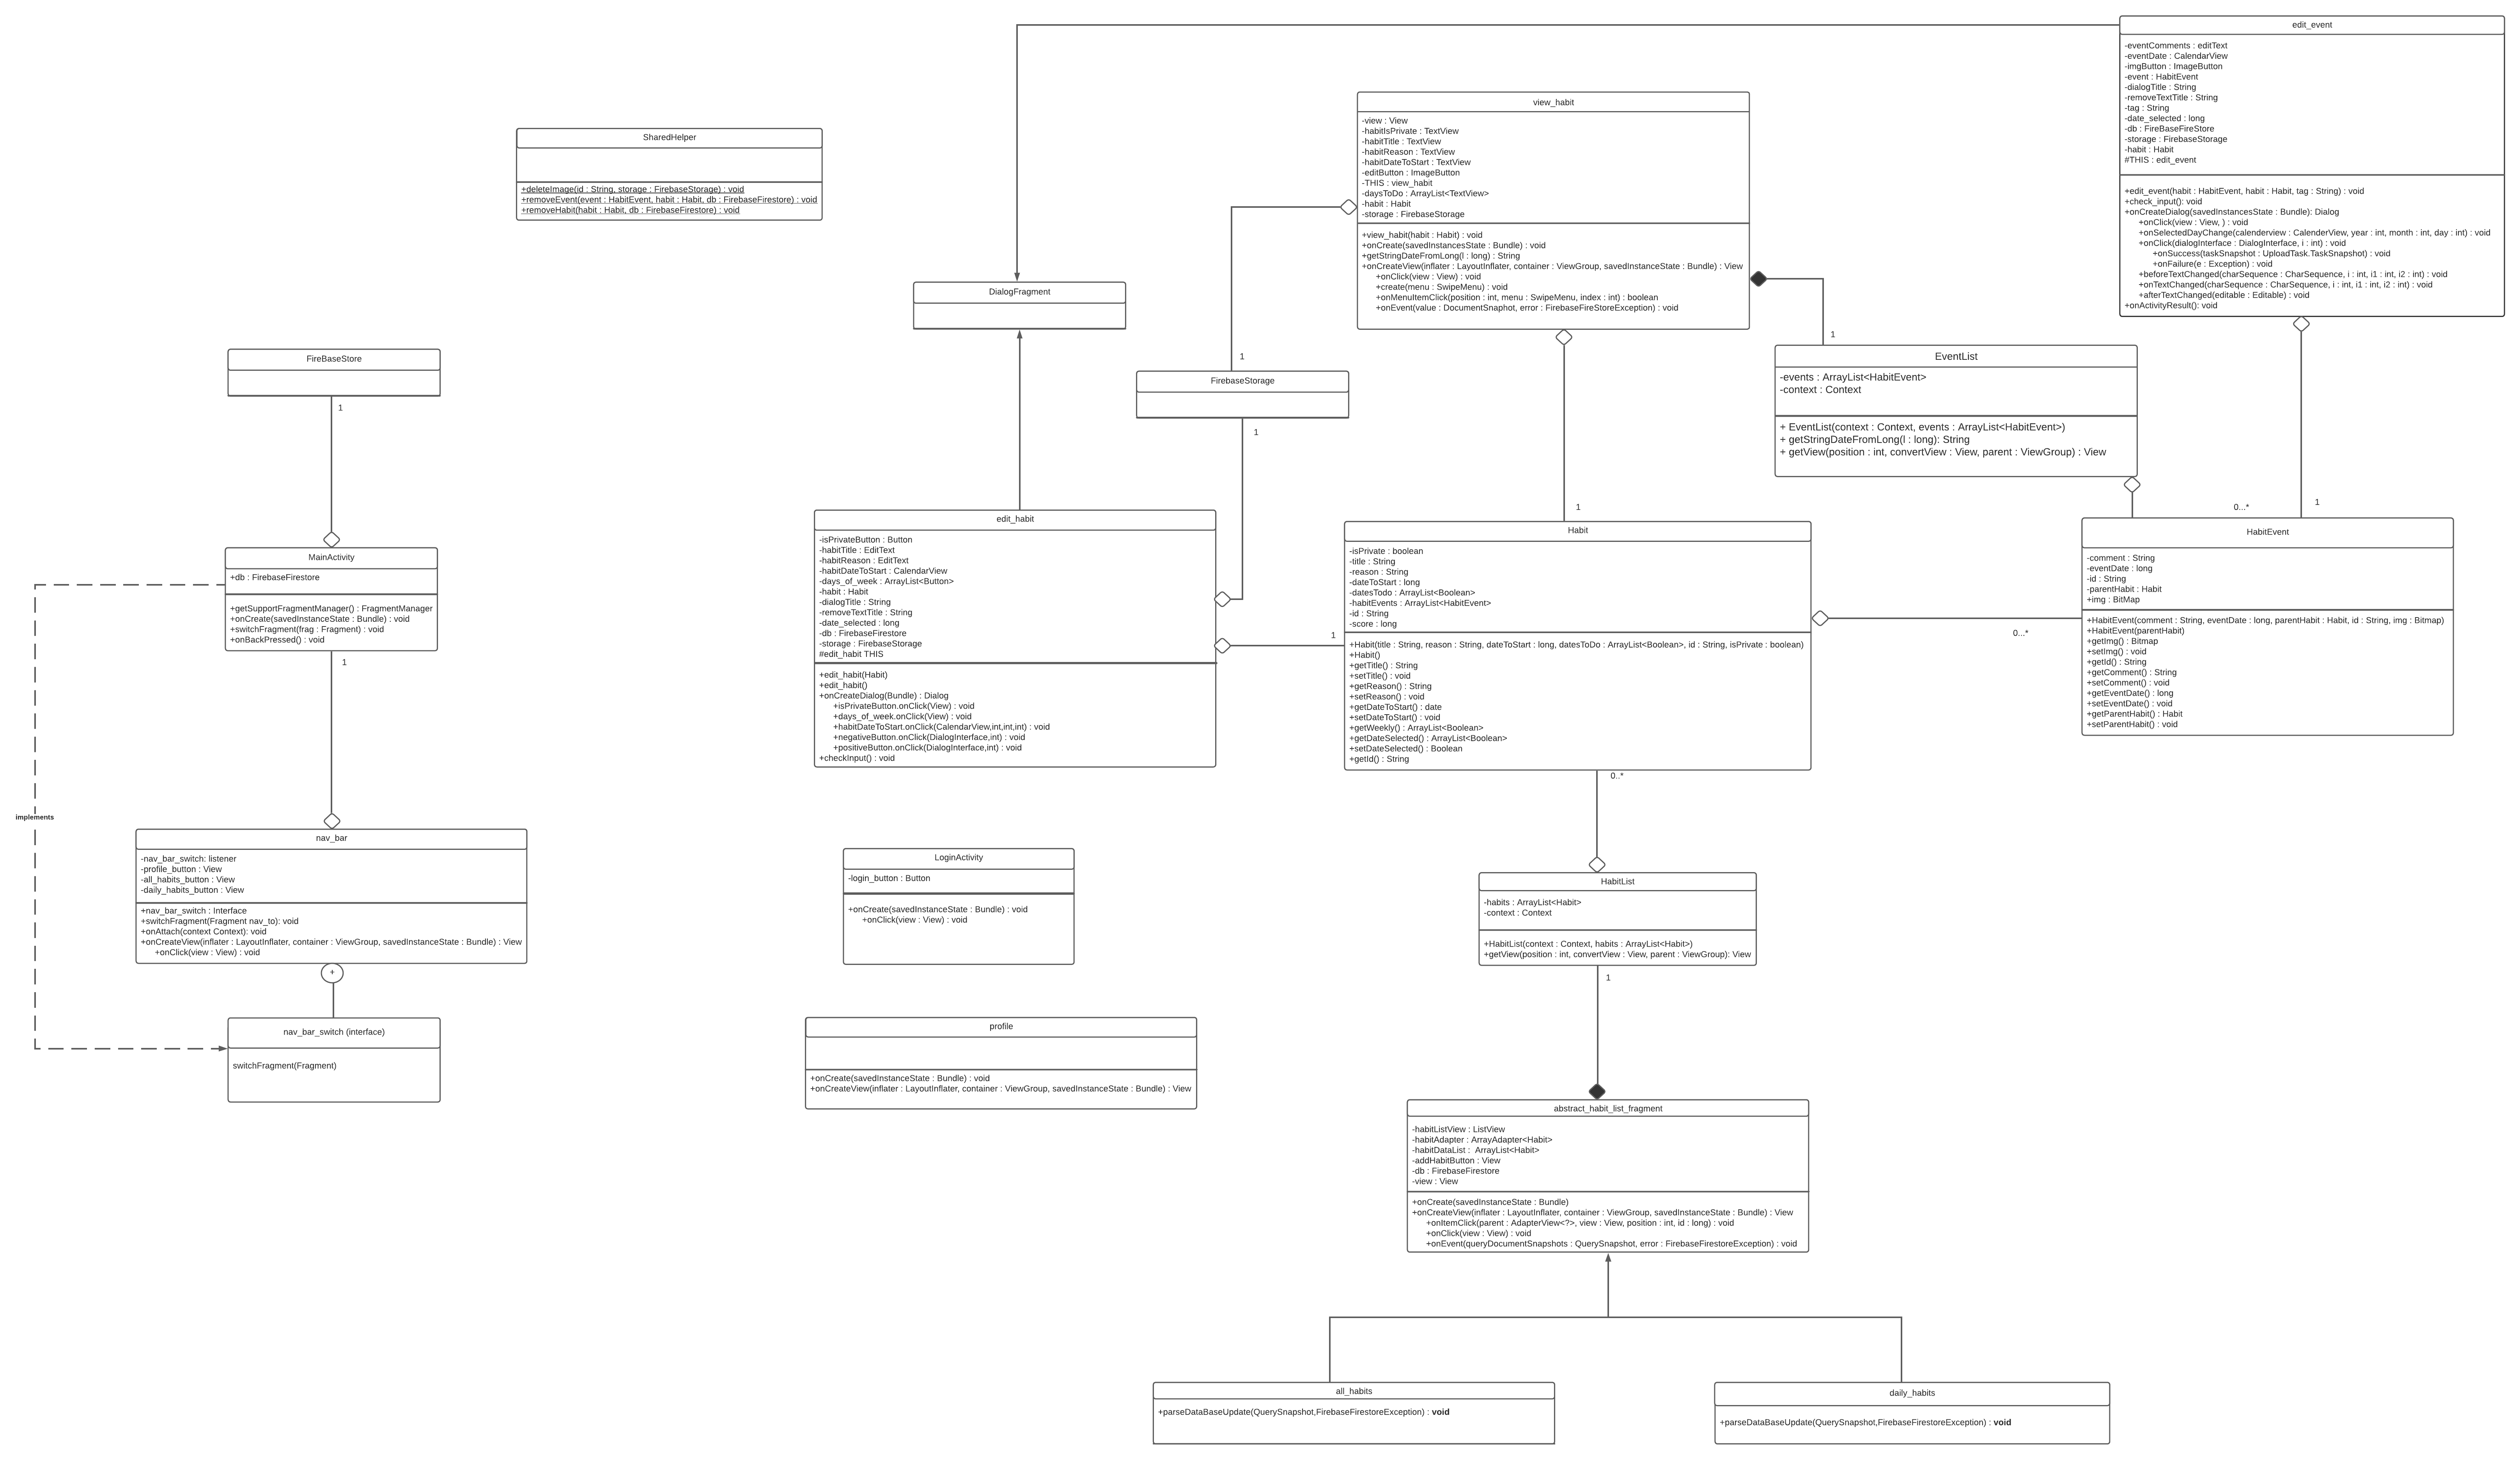 edit_event
-eventComments : editText
-eventDate : CalendarView
-imgButton : ImageButton
-event : HabitEvent
-dialogTitle : String
-removeTextTitle : String
-tag : String
-date_selected : long
-db : FireBaseFireStore
-storage : FirebaseStorage
-habit : Habit
#THIS : edit_event
+edit_event(habit : HabitEvent, habit : Habit, tag : String) : void
+check_input(): void
+onCreateDialog(savedInstancesState : Bundle): Dialog
+onClick(view : View, ) : void
+onSelectedDayChange(calenderview : CalenderView, year : int, month : int, day : int) : void
+onClick(dialogInterface : DialogInterface, i : int) : void
+onSuccess(taskSnapshot : UploadTask.TaskSnapshot) : void
+onFailure(e : Exception) : void
+beforeTextChanged(charSequence : CharSequence, i : int, i1 : int, i2 : int) : void
+onTextChanged(charSequence : CharSequence, i : int, i1 : int, i2 : int) : void
+afterTextChanged(editable : Editable) : void
+onActivityResult(): void
view_habit
-view : View
-habitIsPrivate : TextView
-habitTitle : TextView
-habitReason : TextView
-habitDateToStart : TextView
-editButton : ImageButton
-THIS : view_habit
-daysToDo : ArrayList<TextView>
-habit : Habit
-storage : FirebaseStorage
+view_habit(habit : Habit) : void
+onCreate(savedInstancesState : Bundle) : void
+getStringDateFromLong(l : long) : String
+onCreateView(inflater : LayoutInflater, container : ViewGroup, savedInstanceState : Bundle) : View
+onClick(view : View) : void
+create(menu : SwipeMenu) : void
+onMenuItemClick(position : int, menu : SwipeMenu, index : int) : boolean
+onEvent(value : DocumentSnaphot, error : FirebaseFireStoreException) : void
SharedHelper
+deleteImage(id : String, storage : FirebaseStorage) : void
+removeEvent(event : HabitEvent, habit : Habit, db : FirebaseFirestore) : void
+removeHabit(habit : Habit, db : FirebaseFirestore) : void
DialogFragment
1
1
FireBaseStore
EventList
-events : ArrayList<HabitEvent>
-context : Context
+ EventList(context : Context, events : ArrayList<HabitEvent>)
+ getStringDateFromLong(l : long): String
+ getView(position : int, convertView : View, parent : ViewGroup) : View
FirebaseStorage
1
1
1
0...*
1
edit_habit
-isPrivateButton : Button
-habitTitle : EditText
-habitReason : EditText
-habitDateToStart : CalendarView
-days_of_week : ArrayList<Button>
-habit : Habit
-dialogTitle : String
-removeTextTitle : String
-date_selected : long
-db : FirebaseFirestore
-storage : FirebaseStorage
#edit_habit THIS
+edit_habit(Habit)
+edit_habit()
+onCreateDialog(Bundle) : Dialog
+isPrivateButton.onClick(View) : void
+days_of_week.onClick(View) : void
+habitDateToStart.onClick(CalendarView,int,int,int) : void
+negativeButton.onClick(DialogInterface,int) : void
+positiveButton.onClick(DialogInterface,int) : void
+checkInput() : void
1
Habit
-isPrivate : boolean
-title : String
-reason : String
-dateToStart : long
-datesTodo : ArrayList<Boolean>
-habitEvents : ArrayList<HabitEvent>
-id : String
-score : long
+Habit(title : String, reason : String, dateToStart : long, datesToDo : ArrayList<Boolean>, id : String, isPrivate : boolean)
+Habit()
+getTitle() : String
+setTitle() : void
+getReason() : String
+setReason() : void
+getDateToStart() : date
+setDateToStart() : void
+getWeekly() : ArrayList<Boolean>
+getDateSelected() : ArrayList<Boolean>
+setDateSelected() : Boolean
+getId() : String
0...*
HabitEvent
-comment : String
-eventDate : long
-id : String
-parentHabit : Habit
+img : BitMap
+HabitEvent(comment : String, eventDate : long, parentHabit : Habit, id : String, img : Bitmap)
+HabitEvent(parentHabit)
+getImg() : Bitmap
+setImg() : void
+getId() : String
+getComment() : String
+setComment() : void
+getEventDate() : long
+setEventDate() : void
+getParentHabit() : Habit
+setParentHabit() : void
MainActivity
+db : FirebaseFirestore
+getSupportFragmentManager() : FragmentManager
+onCreate(savedInstanceState : Bundle) : void
+switchFragment(frag : Fragment) : void
+onBackPressed() : void
1
0..*
implements
nav_bar
-nav_bar_switch: listener
-profile_button : View
-all_habits_button : View
-daily_habits_button : View
+nav_bar_switch : Interface
+switchFragment(Fragment nav_to): void
+onAttach(context Context): void
+onCreateView(inflater : LayoutInflater, container : ViewGroup, savedInstanceState : Bundle) : View
+onClick(view : View) : void
+
LoginActivity
-login_button : Button
+onCreate(savedInstanceState : Bundle) : void
+onClick(view : View) : void
HabitList
-habits : ArrayList<Habit>
-context : Context
+HabitList(context : Context, habits : ArrayList<Habit>)
+getView(position : int, convertView : View, parent : ViewGroup): View
1
nav_bar_switch (interface)
switchFragment(Fragment)
profile
+onCreate(savedInstanceState : Bundle) : void
+onCreateView(inflater : LayoutInflater, container : ViewGroup, savedInstanceState : Bundle) : View
abstract_habit_list_fragment
-habitListView : ListView
-habitAdapter : ArrayAdapter<Habit>
-habitDataList :  ArrayList<Habit>
-addHabitButton : View
-db : FirebaseFirestore
-view : View
+onCreate(savedInstanceState : Bundle)
+onCreateView(inflater : LayoutInflater, container : ViewGroup, savedInstanceState : Bundle) : View
+onItemClick(parent : AdapterView<?>, view : View, position : int, id : long) : void
+onClick(view : View) : void
+onEvent(queryDocumentSnapshots : QuerySnapshot, error : FirebaseFirestoreException) : void
all_habits
+parseDataBaseUpdate(QuerySnapshot,FirebaseFirestoreException) : void
daily_habits
+parseDataBaseUpdate(QuerySnapshot,FirebaseFirestoreException) : void